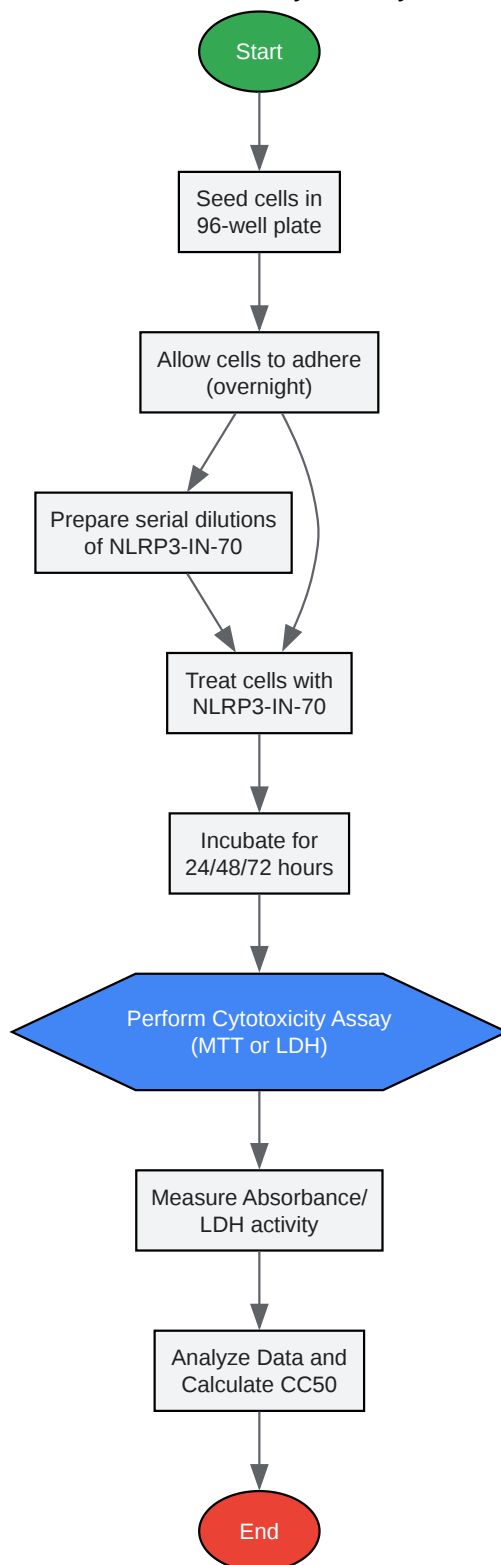 Start
Seed cells in
96-well plate
Allow cells to adhere
(overnight)
Prepare serial dilutions
of NLRP3-IN-70
Treat cells with
NLRP3-IN-70
Incubate for
24/48/72 hours
Perform Cytotoxicity Assay
(MTT or LDH)
Measure Absorbance/
LDH activity
Analyze Data and
Calculate CC50
End